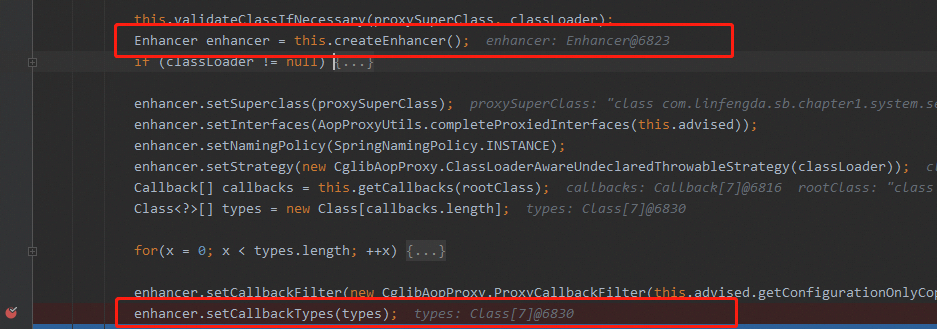 this.validateClassIfNecessary(proxySuperClass, classLoader);
Enhancer enhancer = this.createEnhancer(); enhancer: Enhancer@6823
if (classLoader != null) {...}
enhancer.setSuperclass(proxySuperClass); proxySuperClass: "class com.linfengda.sb.chapter1.system.se
enhancer.setInterfaces(AopProxyUtils.completeProxiedInterfaces(this.advised));
enhancer.setNamingPolicy(SpringNamingPolicy.INSTANCE);
enhancer.setStrategy(new CglibAopProxy.ClassLoaderAwareUndeclaredThrowableStrategy(classLoader)); c
Callback[] callbacks = this.getCallbacks(rootClass); callbacks: Callback[7]@6816 rootClass: "class
Class<?>[] types = new Class[callbacks.length]; types: Class[7]@6830
for(x = 0; x < types.length; ++x) {...}
enhancer.setCallbackFilter(new CglibAopProxy.ProxyCallbackFilter(this.advised.getConfigurationOnlyCop
enhancer.setCallbackTypes(types); types: Class[7]@6830